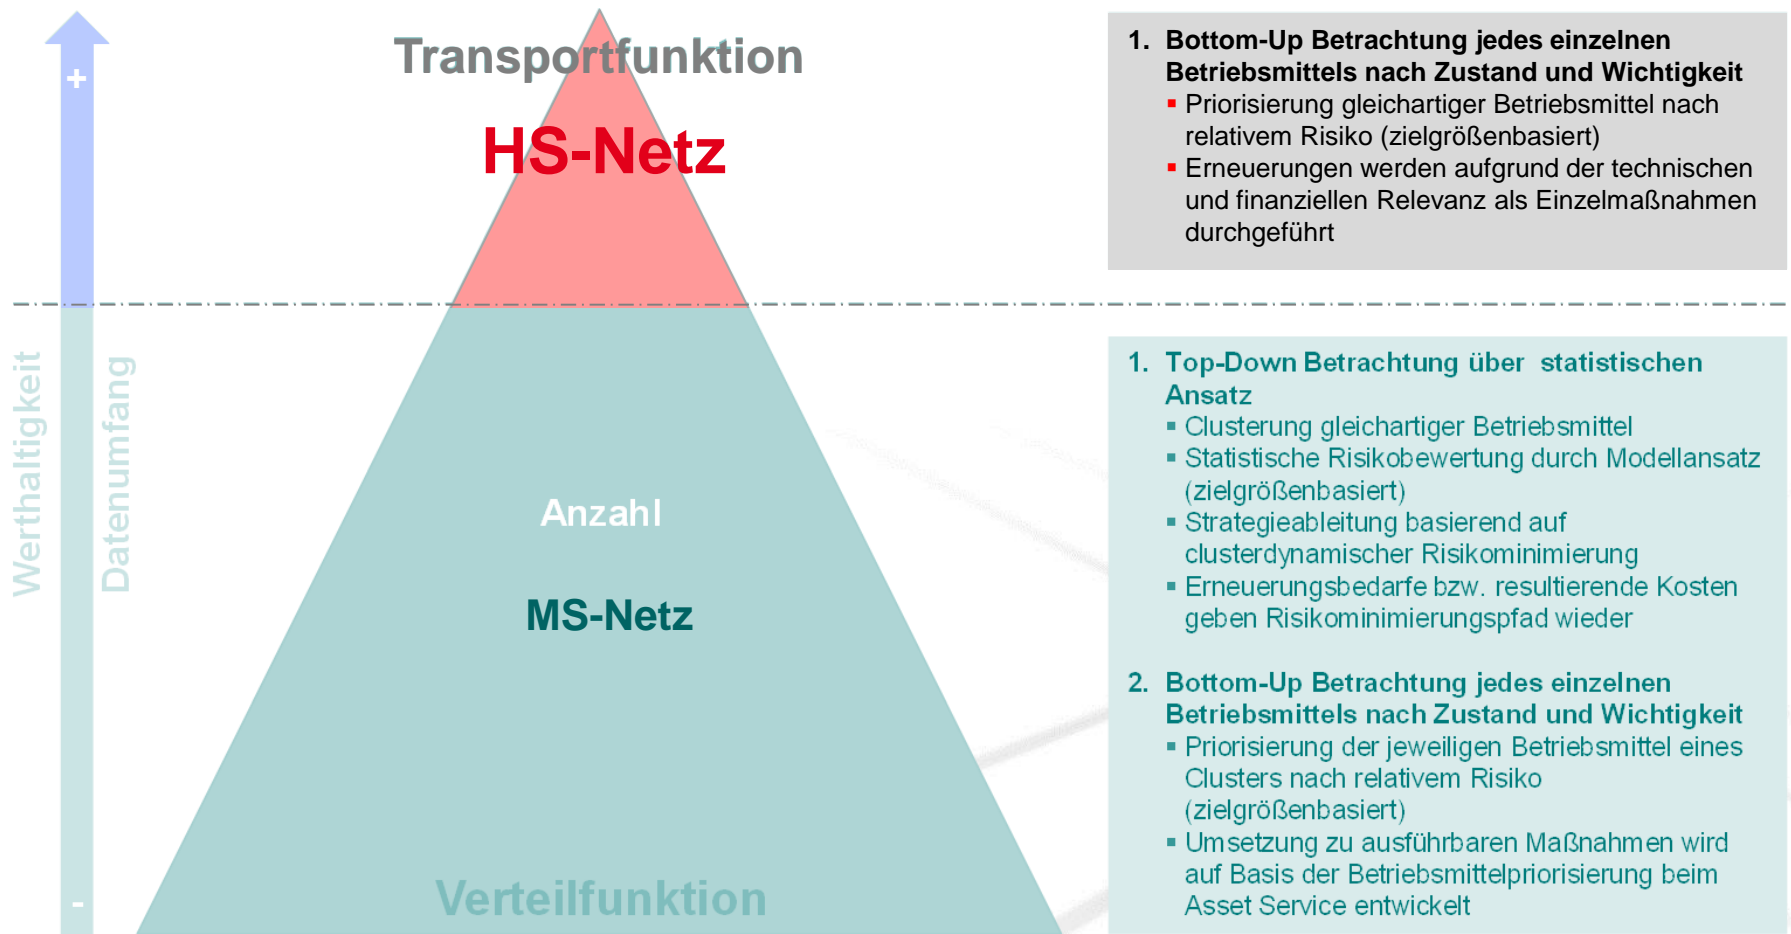 +
Transportfunktion
HS-Netz
1. Bottom-Up Betrachtung jedes einzelnen
Betriebsmittels nach Zustand und Wichtigkeit
▪ Priorisierung gleichartiger Betriebsmittel nach
relativem Risiko (zielgrößenbasiert)
▪ Erneuerungen werden aufgrund der technischen
und finanziellen Relevanz als Einzelmaßnahmen
durchgeführt
Werthaltigkeit
Datenumfang
Anzahl
MS-Netz
Verteilfunktion
-
1. Top-Down Betrachtung über statistischen
Ansatz
▪ Clusterung gleichartiger Betriebsmittel
▪ Statistische Risikobewertung durch Modellansatz
(zielgrößenbasiert)
▪ Strategieableitung basierend auf
clusterdynamischer Risikominimierung
▪ Erneuerungsbedarfe bzw. resultierende Kosten
geben Risikominimierungspfad wieder
2. Bottom-Up Betrachtung jedes einzelnen
Betriebsmittels nach Zustand und Wichtigkeit
▪ Priorisierung der jeweiligen Betriebsmittel eines
Clusters nach relativem Risiko
(zielgrößenbasiert)
▪ Umsetzung zu ausführbaren Maßnahmen wird
auf Basis der Betriebsmittelpriorisierung beim
Asset Service entwickelt